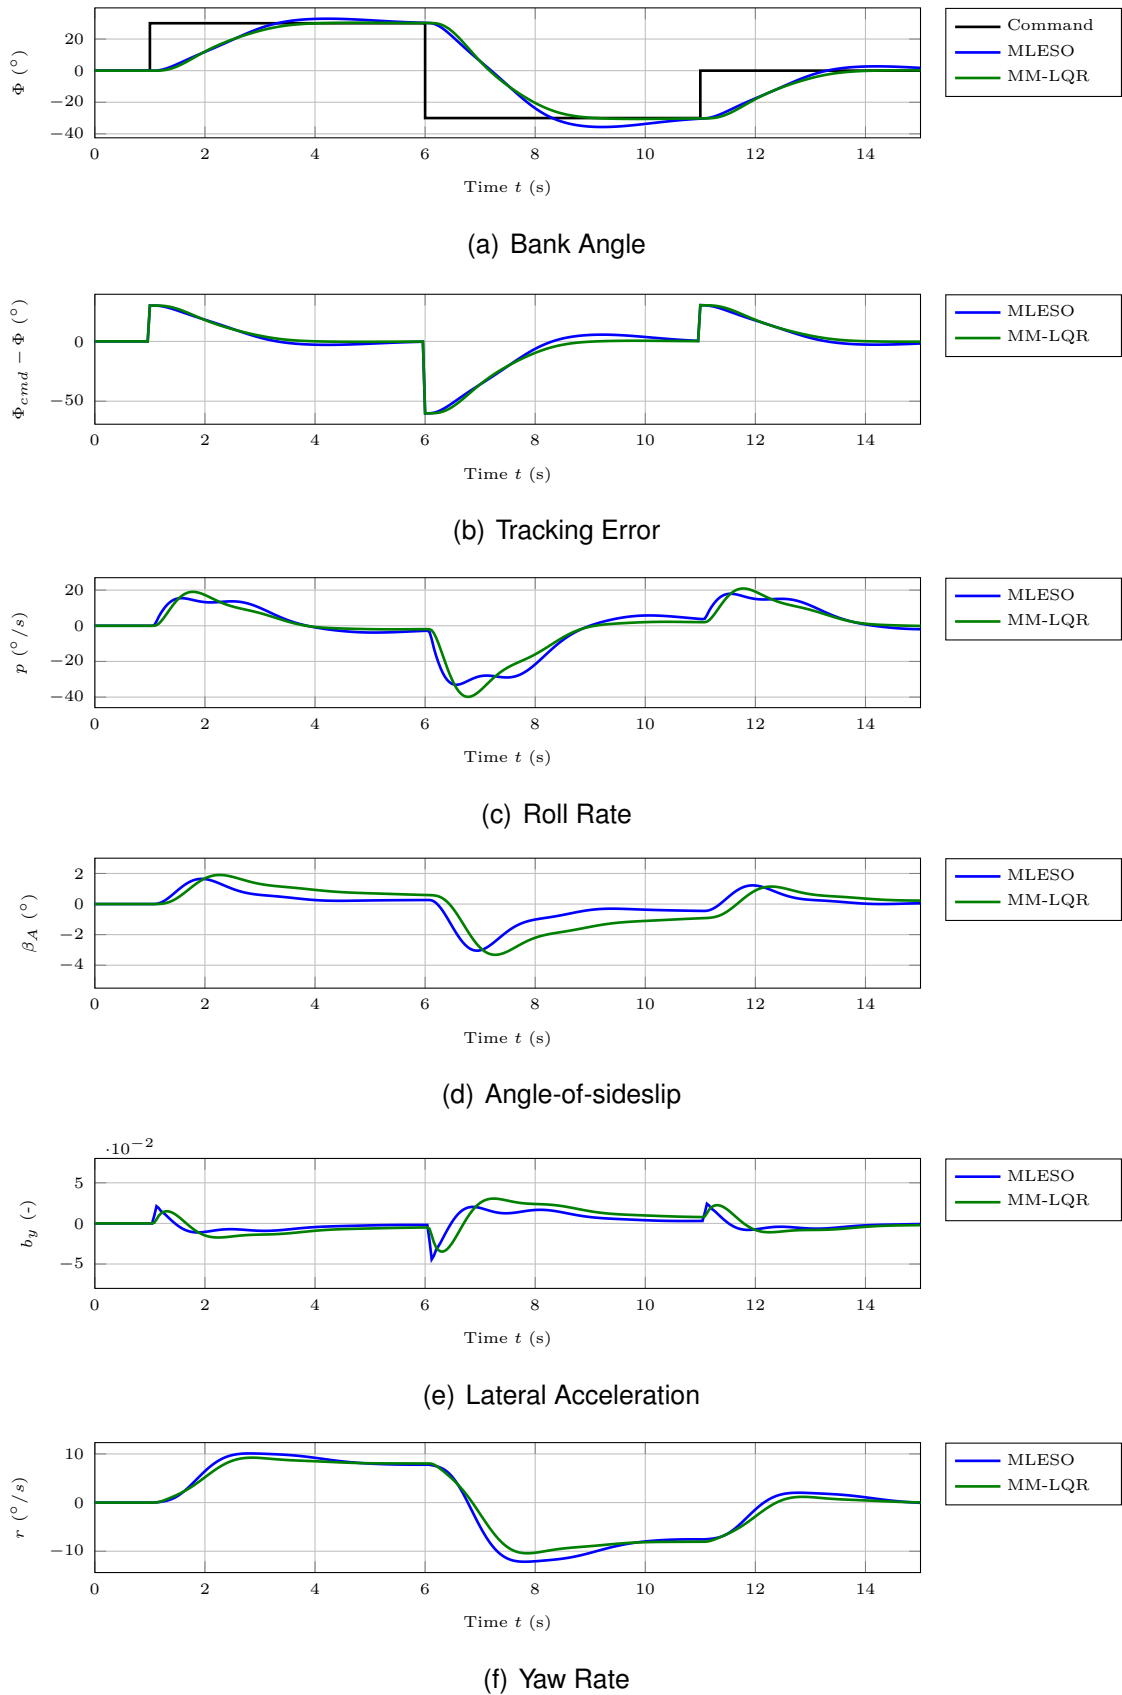 Φ (°)
20
0
−20
−40
0 2 4 6 8 10 12 14
Time t (s)
Command
MLESO
MM-LQR
(a) Bank Angle
Φcmd − Φ (°)
0
−50
0 2 4 6 8 10 12 14
Time t (s)
MLESO
MM-LQR
(b) Tracking Error
p (°/s)
20
0
−20
−40
0 2 4 6 8 10 12 14
Time t (s)
MLESO
MM-LQR
(c) Roll Rate
βA (°)
2
0
−2
−4
0 2 4 6 8 10 12 14
Time t (s)
MLESO
MM-LQR
(d) Angle-of-sideslip
·10−2
by (-)
5
0
−5
0 2 4 6 8 10 12 14
Time t (s)
MLESO
MM-LQR
(e) Lateral Acceleration
r (°/s)
10
0
−10
0 2 4 6 8 10 12 14
Time t (s)
MLESO
MM-LQR
(f) Yaw Rate